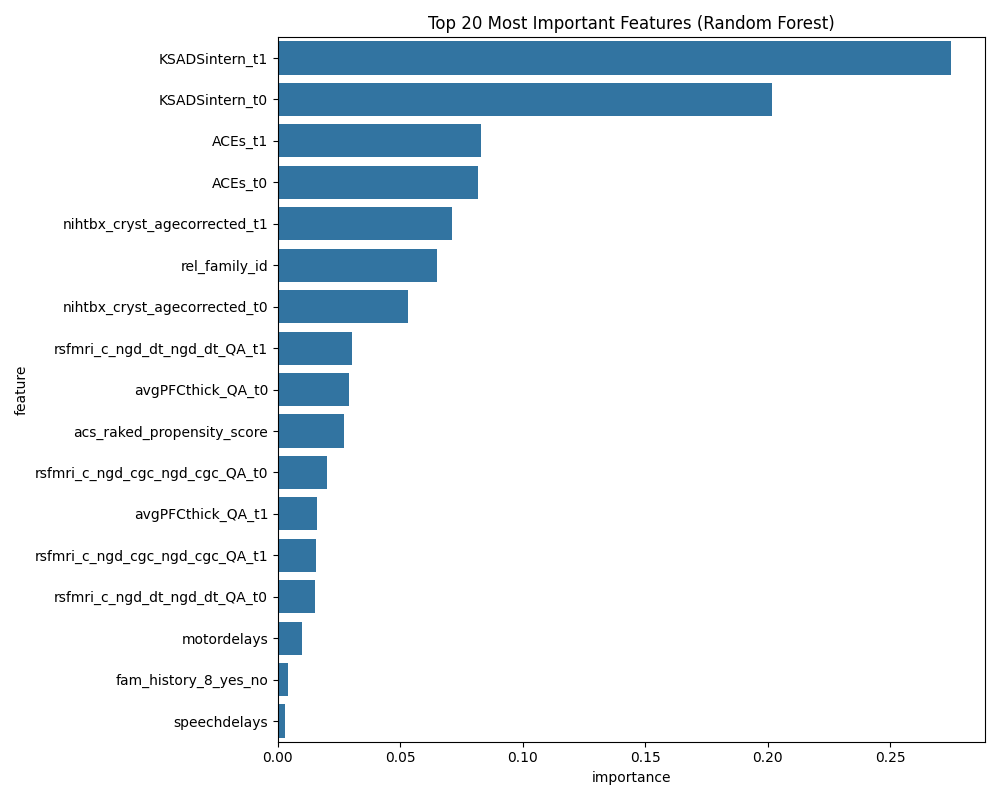 Top 20 Most Important Features (Random Forest)
KSADSintern_t1
KSADSintern_t0
ACEs_t1
ACEs_t0
nihtbx_cryst_agecorrected_t1
rel_family_id
nihtbx_cryst_agecorrected_t0
rsfmri_c_ngd_dt_ngd_dt_QA_t1
avgPFCthick_QA_t0
acs_raked_propensity_score
rsfmri_c_ngd_cgc_ngd_cgc_QA_t0
avgPFCthick_QA_t1
rsfmri_c_ngd_cgc_ngd_cgc_QA_t1
rsfmri_c_ngd_dt_ngd_dt_QA_t0
motordelays
fam_history_8_yes_no
speechdelays
feature
0.00 0.05 0.10 0.15 0.20 0.25
importance